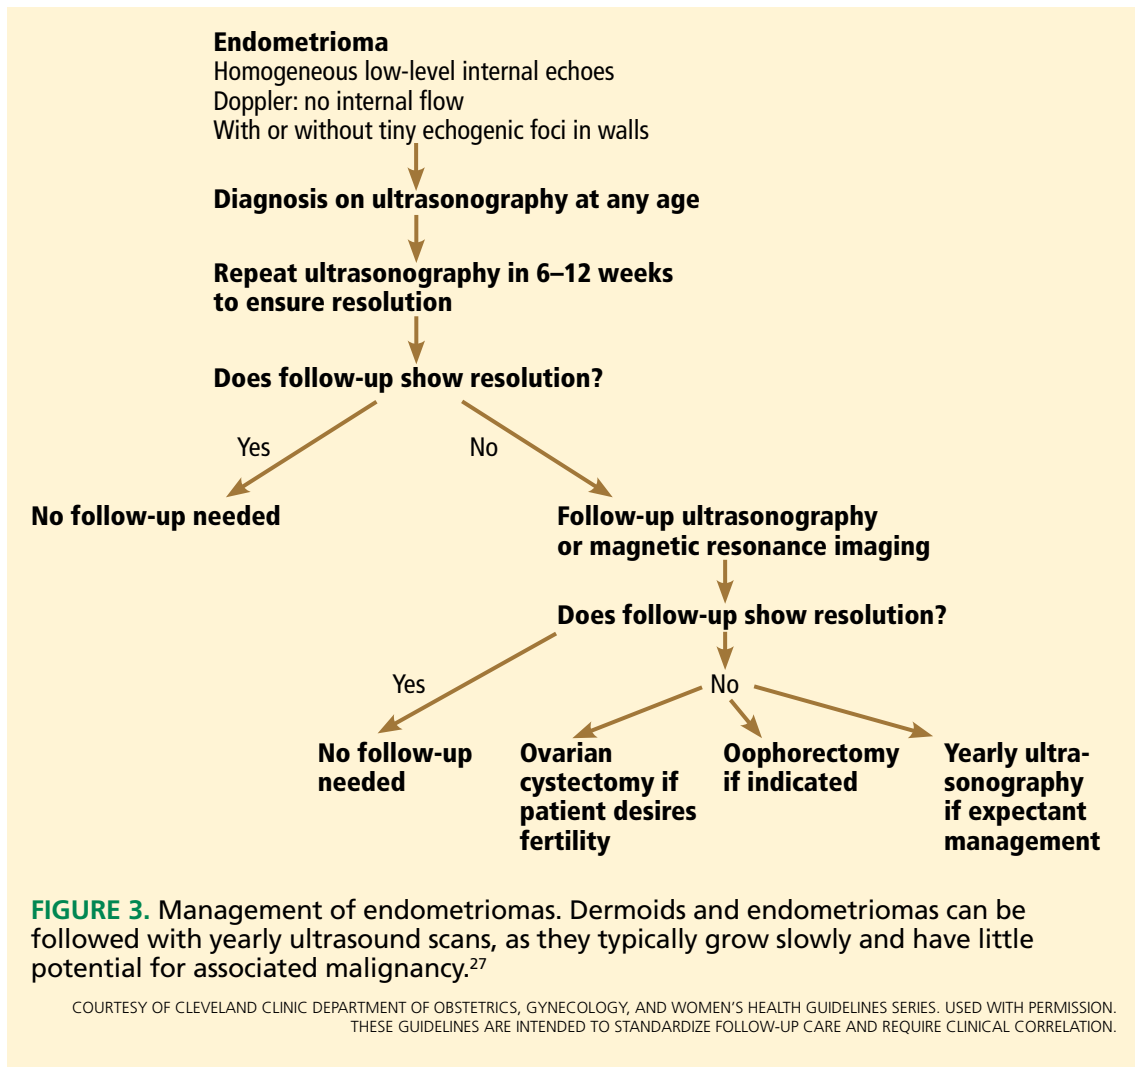 Endometrioma
Homogeneous low-level internal echoes
Doppler: no internal flow
With or without tiny echogenic foci in walls
Diagnosis on ultrasonography at any age
Repeat ultrasonography in 6–12 weeks
to ensure resolution
Does follow-up show resolution?
Yes
No
No follow-up needed
Follow-up ultrasonography
or magnetic resonance imaging
Does follow-up show resolution?
Yes
No
No follow-up
needed
Ovarian
cystectomy if
patient desires
fertility
Oophorectomy
if indicated
Yearly ultra-
sonography
if expectant
management
FIGURE 3. Management of endometriomas. Dermoids and endometriomas can be
followed with yearly ultrasound scans, as they typically grow slowly and have little
potential for associated malignancy.27
COURTESY OF CLEVELAND CLINIC DEPARTMENT OF OBSTETRICS, GYNECOLOGY, AND WOMEN'S HEALTH GUIDELINES SERIES. USED WITH PERMISSION.
THESE GUIDELINES ARE INTENDED TO STANDARDIZE FOLLOW-UP CARE AND REQUIRE CLINICAL CORRELATION.